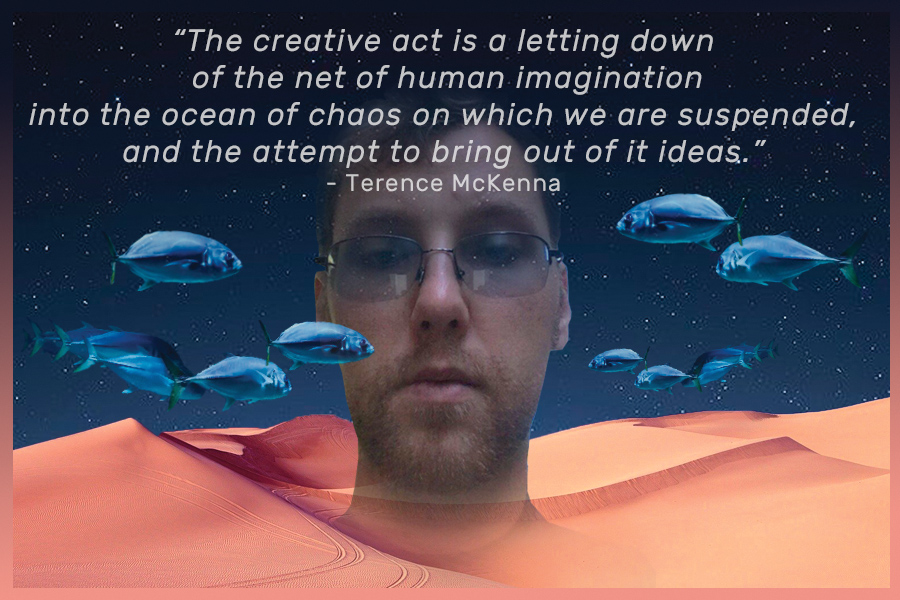 “The creative act is a letting down
of the net of human imagination
into the ocean of chaos on which we are suspended,
and the attempt to bring out of it ideas.”
- Terence McKenna